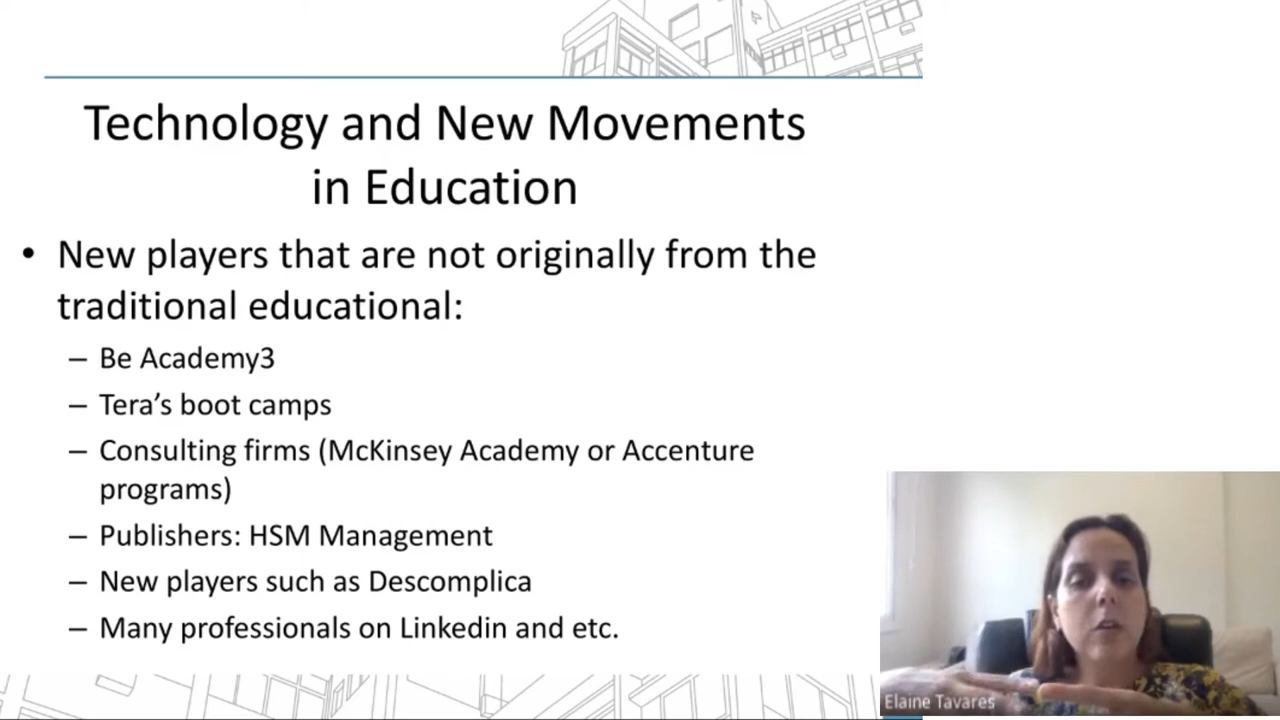 Technology and New Movements
in Education
• New players that are not originally from the
traditional educational:
– Be Academy3
– Tera’s boot camps
– Consulting firms (McKinsey Academy or Accenture
programs)
– Publishers: HSM Management
– New players such as Descomplica
– Many professionals on Linkedin and etc.
Elaine Tavares